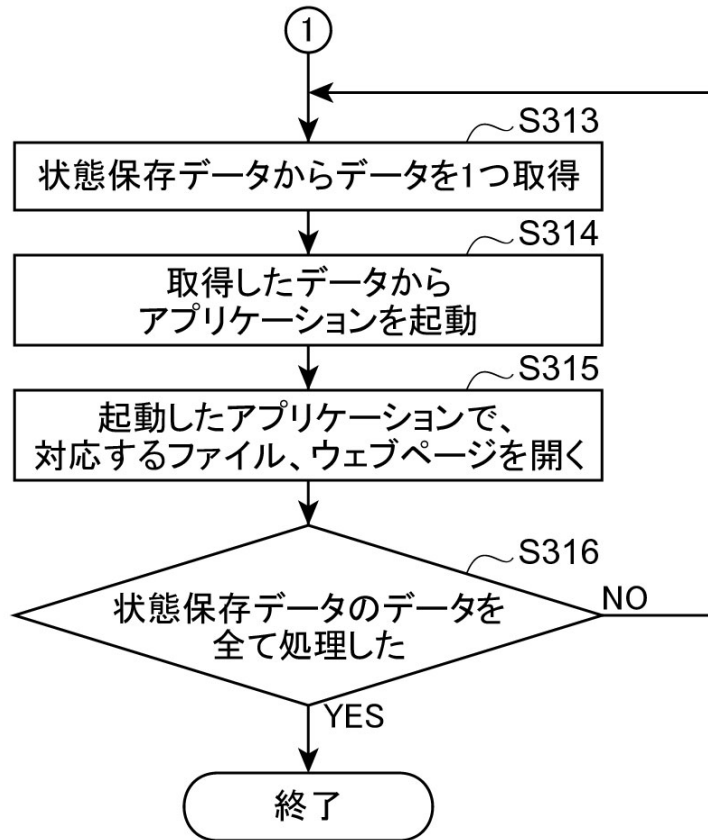 1
S313
状態保存データからデータを1つ取得
S314
取得したデータから
アプリケーションを起動
S315
起動したアプリケーションで、
対応するファイル、ウェブページを開く
S316
状態保存データのデータを
全て処理した
NO
YES
終了